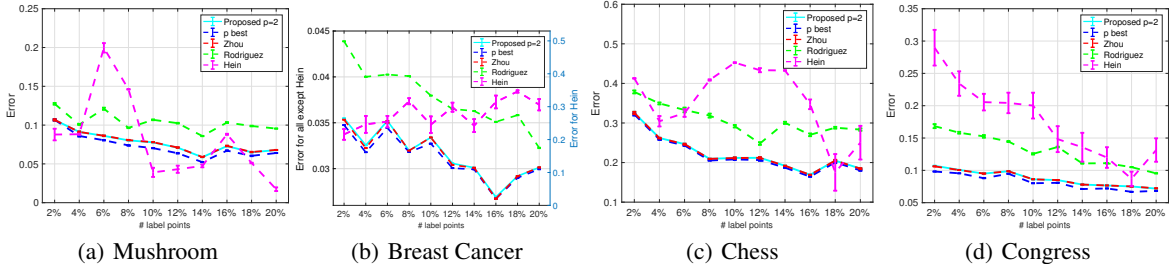 0.25
0.2
0.15
0.1
0.05
0
Error
2% 4% 6% 8% 10% 12% 14% 16% 18% 20%
# label points
Proposed p=2
p best
Zhou
Rodriguez
Hein
(a) Mushroom
0.045
0.04
0.035
0.03
Error for all except Hein
0.5
0.4
0.3
0.2
0.1
0
Error for Hein
2% 4% 6% 8% 10% 12% 14% 16% 18% 20%
# label points
Proposed p=2
p best
Zhou
Rodriguez
Hein
(b) Breast Cancer
0.6
0.5
0.4
0.3
0.2
0.1
Error
2% 4% 6% 8% 10% 12% 14% 16% 18% 20%
# label points
Proposed p=2
p best
Zhou
Rodriguez
Hein
(c) Chess
0.35
0.3
0.25
0.2
0.15
0.1
0.05
Error
2% 4% 6% 8% 10% 12% 14% 16% 18% 20%
# label points
Proposed p=2
p best
Zhou
Rodriguez
Hein
(d) Congress